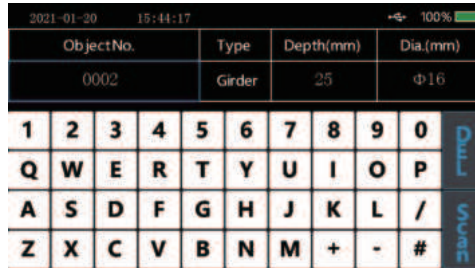 2021-01-20 15:44:17 100%
ObjectNo. Type Depth(mm) Dia.(mm)
0002 Girder 25 Φ16
1 2 3 4 5 6 7 8 9 0 DEL
Q W E R T Y U I O P
A S D F G H J K L / Scan
Z X C V B N M + - #